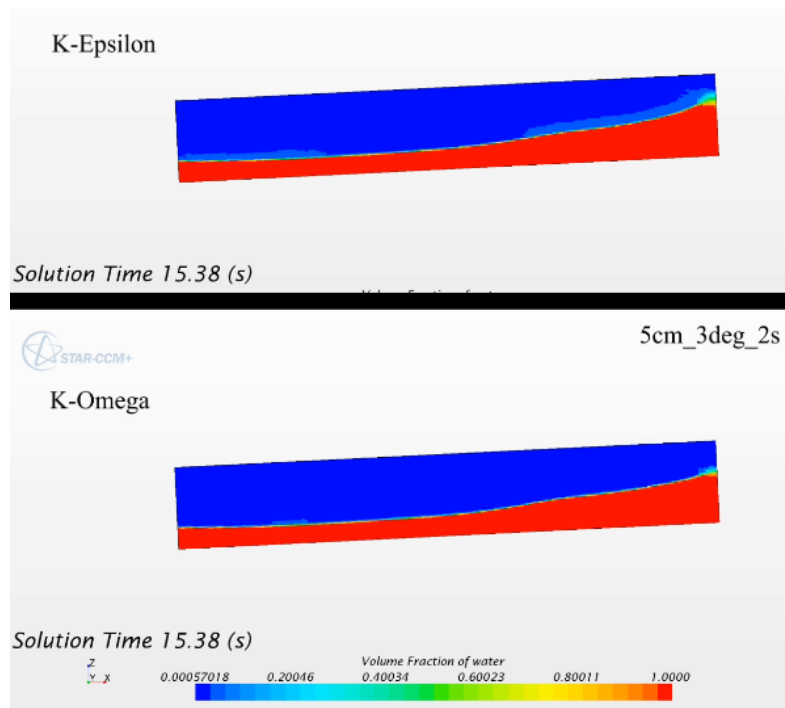 K-Epsilon
Solution Time 15.38 (s)
STAR-CCM+
5cm_3deg_2s
K-Omega
Solution Time 15.38 (s)
Z
Y X
Volume Fraction of water
0.00057018 0.20046 0.40034 0.60023 0.80011 1.0000